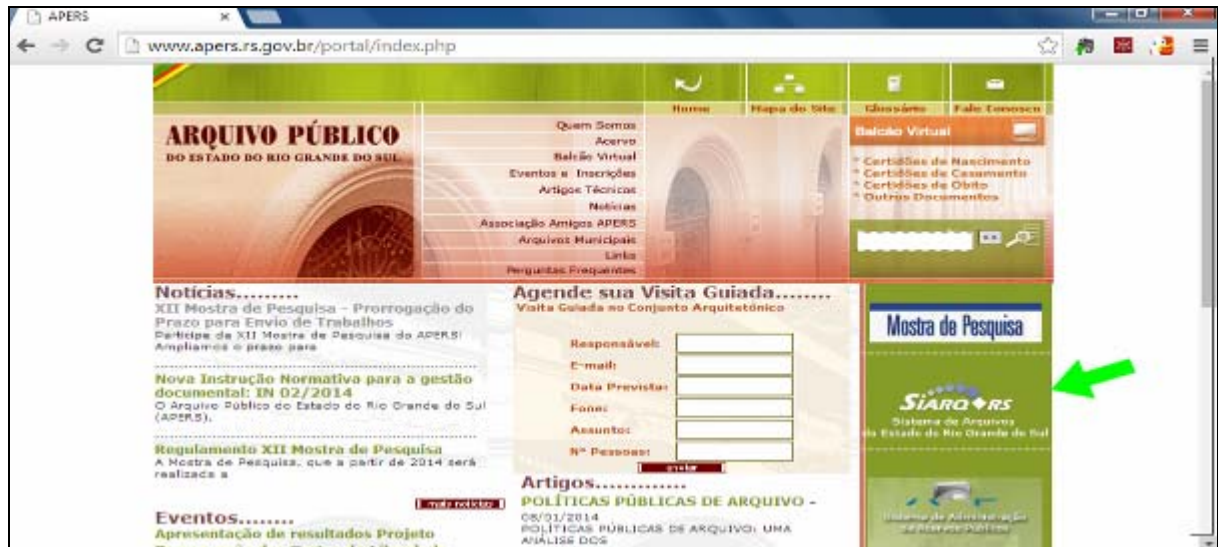 APERS
www.apers.rs.gov.br/portal/index.php
Home
Mapa do Site
Glossário
Fale Conosco
ARQUIVO PÚBLICO
DO ESTADO DO RIO GRANDE DO SUL
Quem Somos
Acervo
Balcão Virtual
Eventos e Inscrições
Artigos Técnicos
Notícias
Associação Amigos APERS
Arquivos Municipais
Links
Perguntas Frequentes
Balcão Virtual
* Certidões de Nascimento
* Certidões de Casamento
* Certidões de Óbito
* Outros Documentos
Notícias.........
XII Mostra de Pesquisa - Prorrogação do
Prazo para Envio de Trabalhos
Participe da XII Mostra de Pesquisa do APERS!
Ampliamos o prazo para
Nova Instrução Normativa para a gestão
documental: IN 02/2014
O Arquivo Público do Estado do Rio Grande do Sul
(APERS),
Regulamento XII Mostra de Pesquisa
A Mostra de Pesquisa, que a partir de 2014 será
realizada a
mais notícias
Eventos........
Apresentação de resultados Projeto
Agende sua Visita Guiada........
Visita Guiada no Conjunto Arquitetônico
Responsável:
E-mail:
Data Prevista:
Fone:
Assunto:
Nº Pessoas:
enviar
Artigos.............
POLÍTICAS PÚBLICAS DE ARQUIVO -
08/01/2014
POLÍTICAS PÚBLICAS DE ARQUIVO: UMA
ANÁLISE DOS
Mostra de Pesquisa
SIARQ RS
Sistema de Arquivos
do Estado do Rio Grande do Sul
Sistema de Administração
de Acervos Públicos